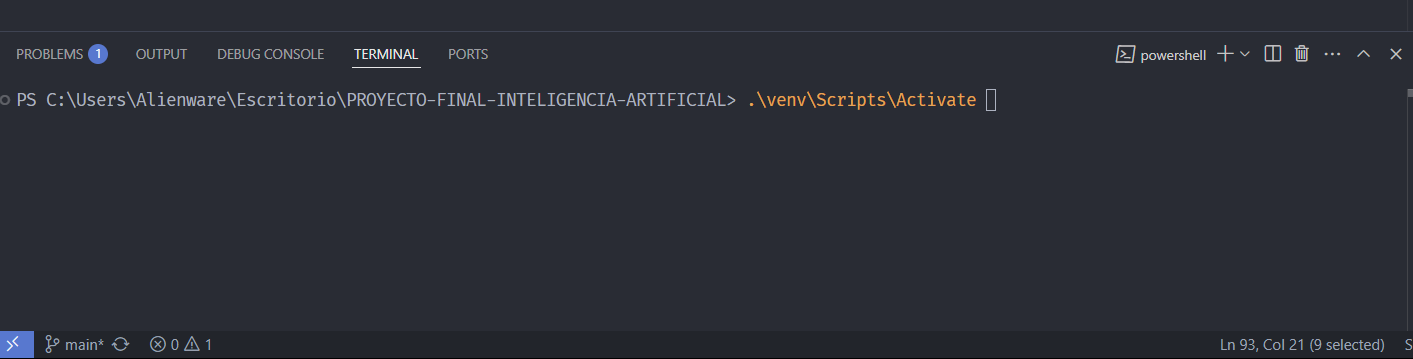 PROBLEMS 1 OUTPUT DEBUG CONSOLE TERMINAL PORTS powershell
PS C:\Users\Alienware\Escritorio\PROYECTO-FINAL-INTELIGENCIA-ARTIFICIAL> .\venv\Scripts\Activate
main* 0 1 Ln 93, Col 21 (9 selected) S